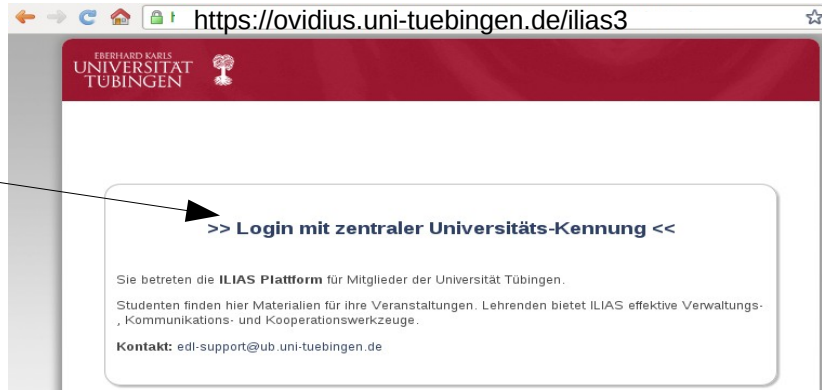 https://ovidius.uni-tuebingen.de/ilias3
EBERHARD KARLS
UNIVERSITÄT
TÜBINGEN
>> Login mit zentraler Universitäts-Kennung <<
Sie betreten die ILIAS Plattform für Mitglieder der Universität Tübingen.
Studenten finden hier Materialien für ihre Veranstaltungen. Lehrenden bietet ILIAS effektive Verwaltungs-
, Kommunikations- und Kooperationswerkzeuge.
Kontakt: edl-support@ub.uni-tuebingen.de